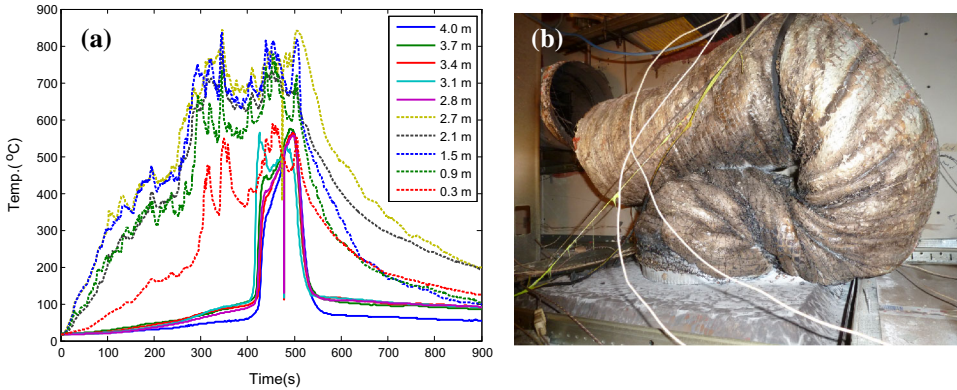 (a)
Temp.( °C)
900
800
700
600
500
400
300
200
100
0
0 100 200 300 400 500 600 700 800 900
Time(s)
4.0 m
3.7 m
3.4 m
3.1 m
2.8 m
2.7 m
2.1 m
1.5 m
0.9 m
0.3 m
(b)